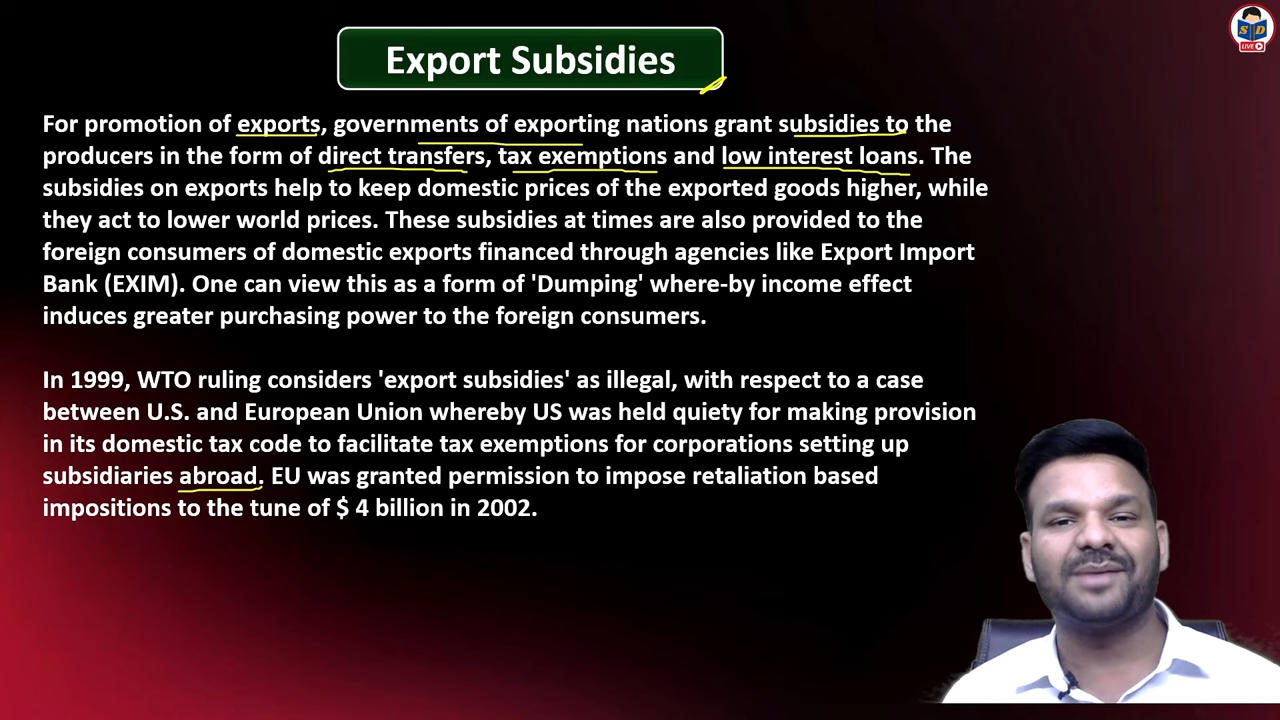 Export Subsidies
For promotion of exports, governments of exporting nations grant subsidies to the
producers in the form of direct transfers, tax exemptions and low interest loans. The
subsidies on exports help to keep domestic prices of the exported goods higher, while
they act to lower world prices. These subsidies at times are also provided to the
foreign consumers of domestic exports financed through agencies like Export Import
Bank (EXIM). One can view this as a form of 'Dumping' where-by income effect
induces greater purchasing power to the foreign consumers.
In 1999, WTO ruling considers 'export subsidies' as illegal, with respect to a case
between U.S. and European Union whereby US was held quiety for making provision
in its domestic tax code to facilitate tax exemptions for corporations setting up
subsidiaries abroad. EU was granted permission to impose retaliation based
impositions to the tune of $ 4 billion in 2002.
S D
LIVE